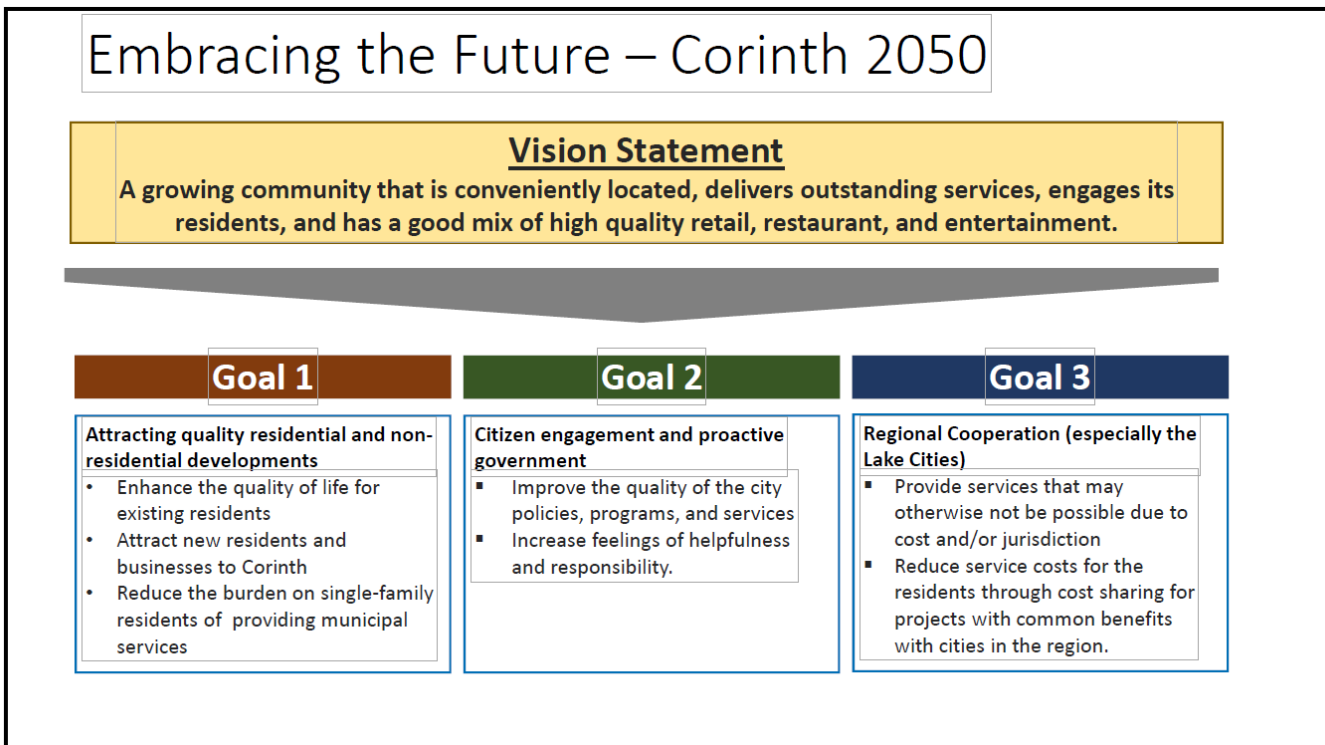 Embracing the Future – Corinth 2050
Vision Statement
A growing community that is conveniently located, delivers outstanding services, engages its
residents, and has a good mix of high quality retail, restaurant, and entertainment.
Goal 1
Attracting quality residential and non-
residential developments
• Enhance the quality of life for
existing residents
• Attract new residents and
businesses to Corinth
• Reduce the burden on single-family
residents of providing municipal
services
Goal 2
Citizen engagement and proactive
government
▪ Improve the quality of the city
policies, programs, and services
▪ Increase feelings of helpfulness
and responsibility.
Goal 3
Regional Cooperation (especially the
Lake Cities)
▪ Provide services that may
otherwise not be possible due to
cost and/or jurisdiction
▪ Reduce service costs for the
residents through cost sharing for
projects with common benefits
with cities in the region.